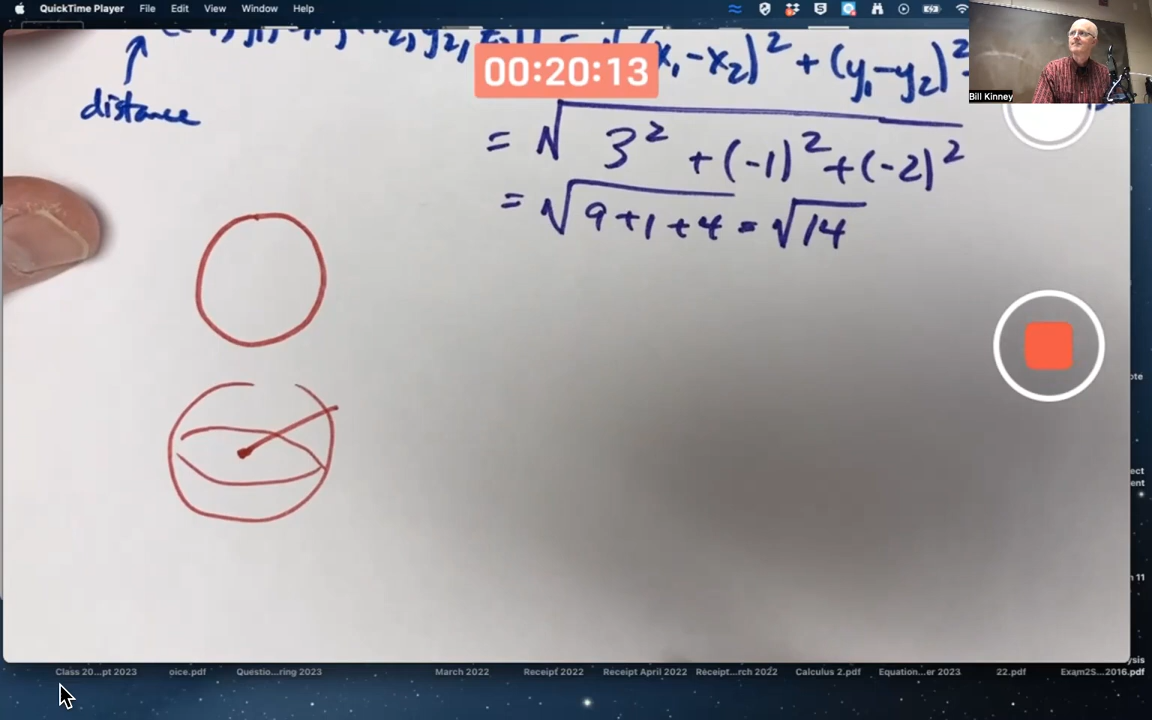 QuickTime Player File Edit View Window Help
00:20:13
x₁-x₂)² + (y₁-y₂)²
Bill Kinney
distance
= √3² + (-1)² + (-2)²
= √9+1+4 = √14
Class 20...pt 2023 oice.pdf Questio...ring 2023 March 2022 Receipt 2022 Receipt April 2022 Receipt...rch 2022 Calculus 2.pdf Equation...er 2023 22.pdf Exam2S...2016.pdf